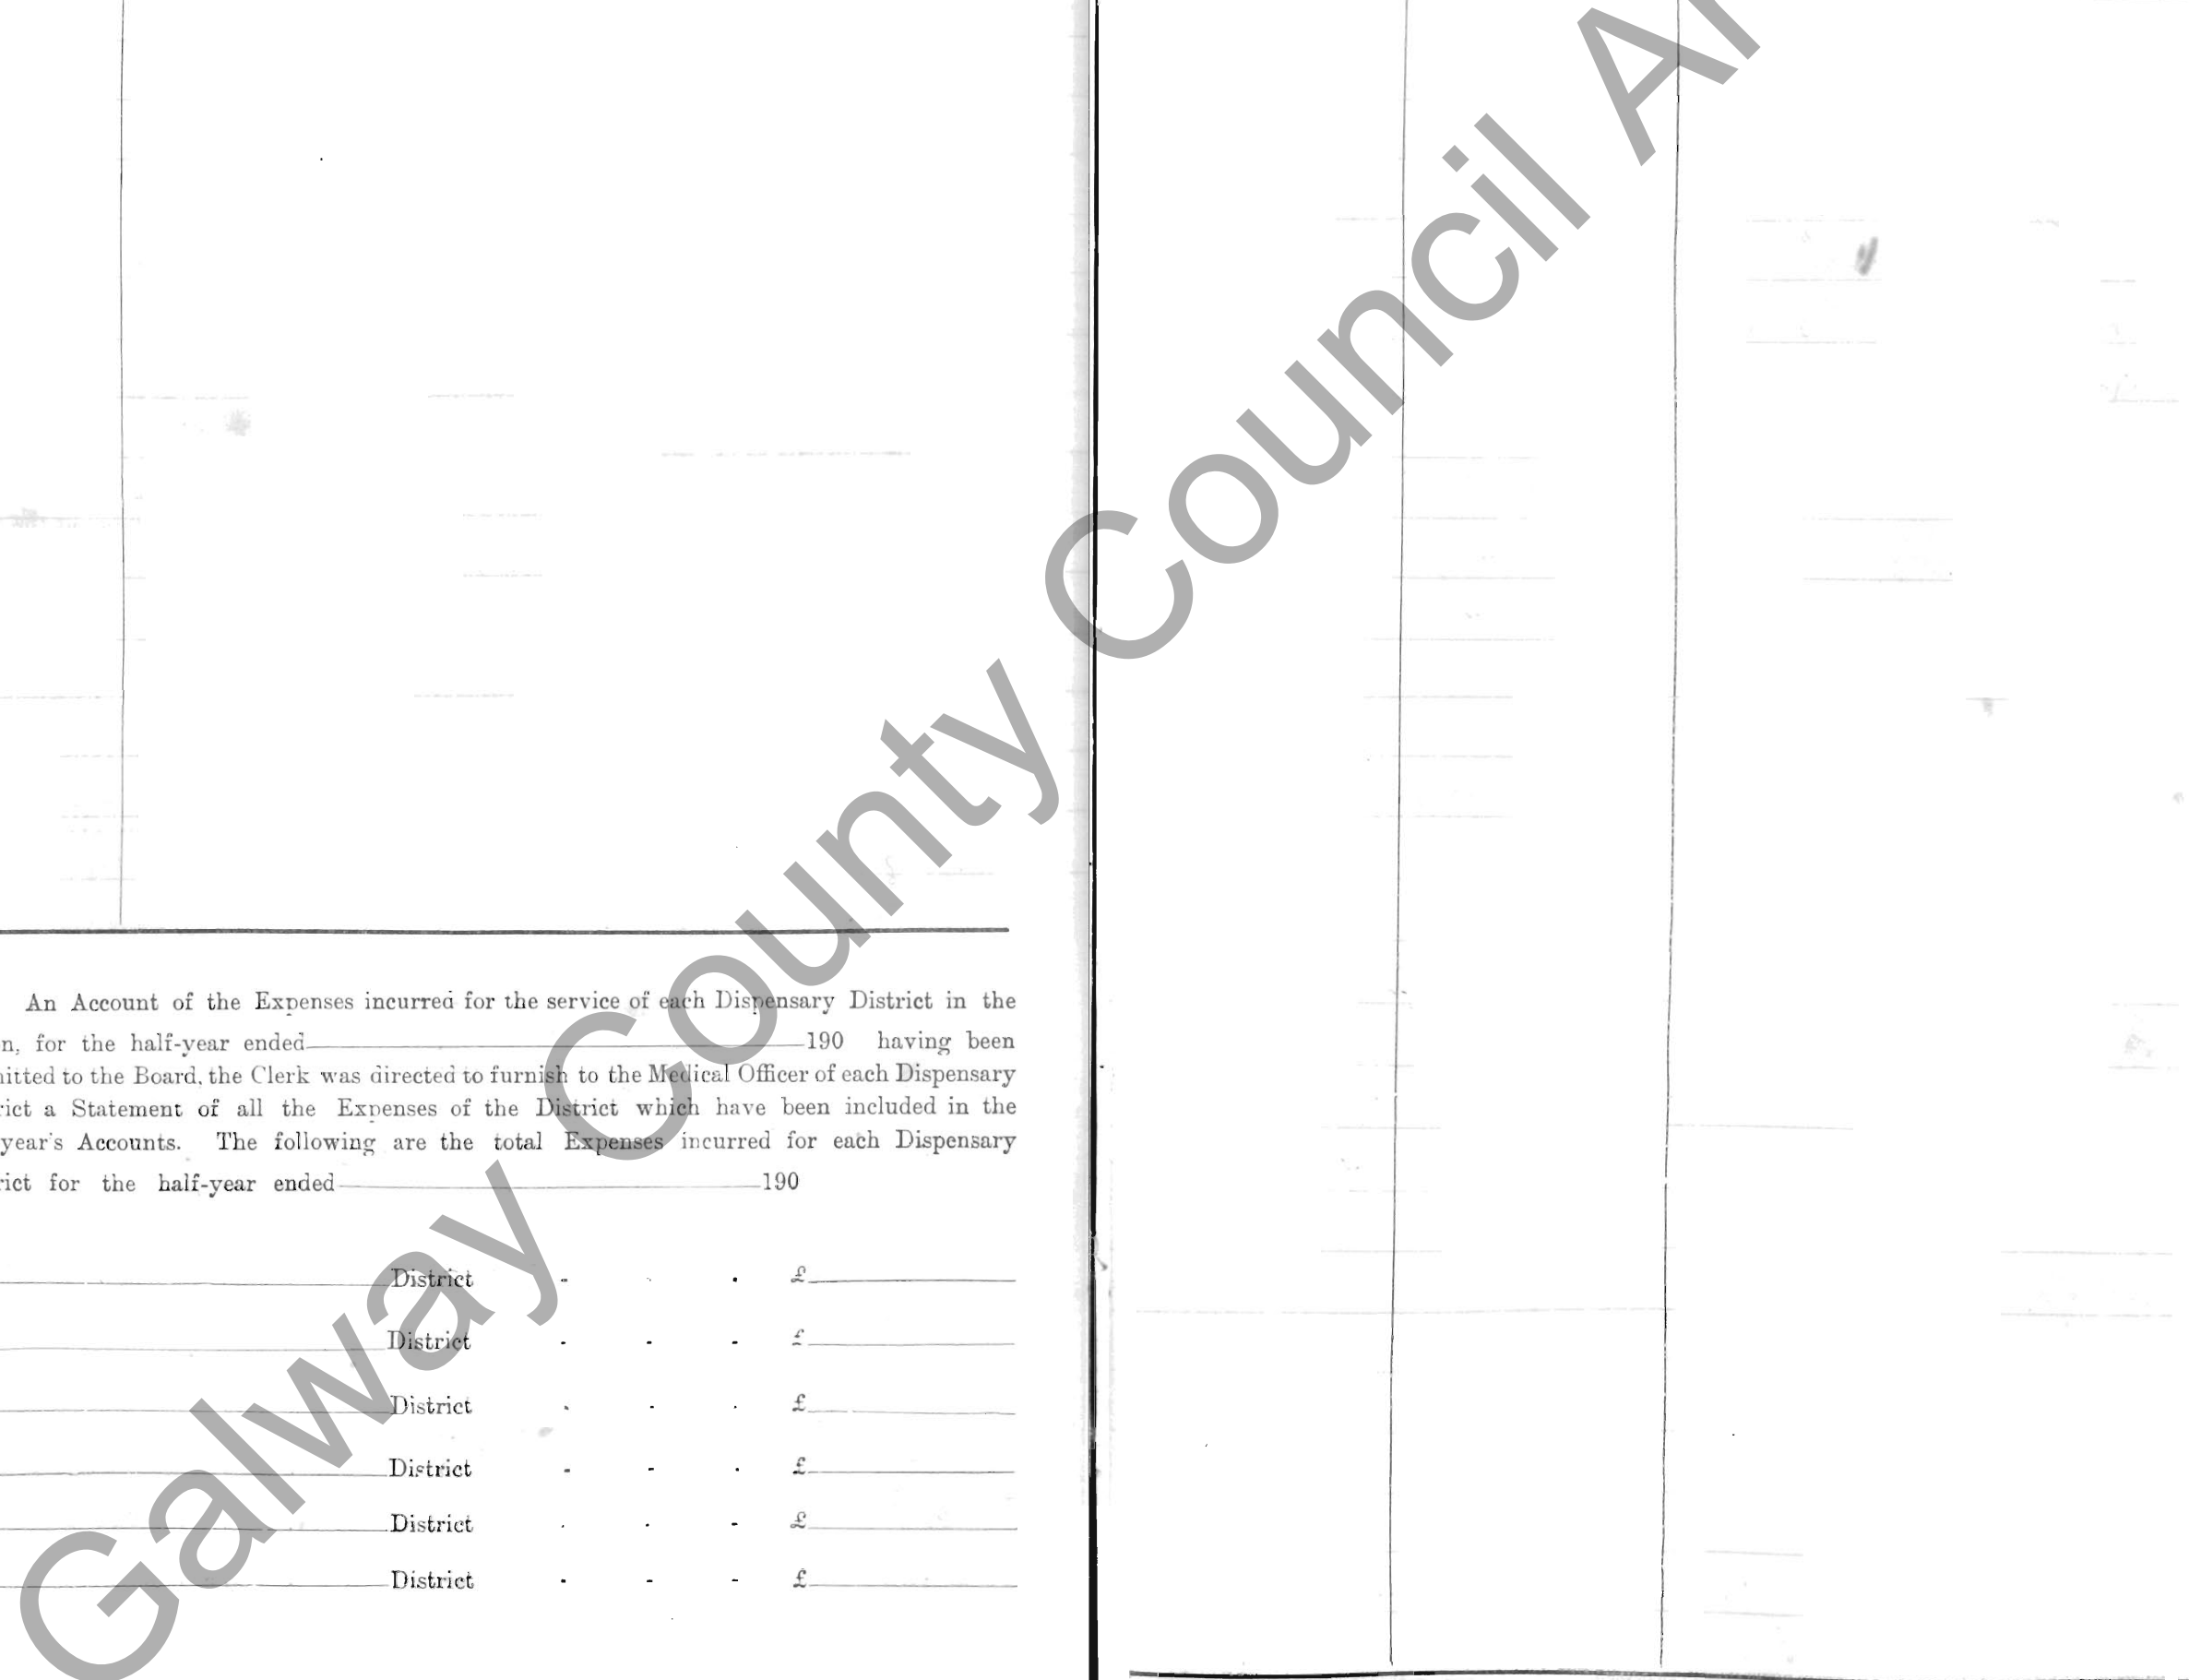 An Account of the Expenses incurred for the service of each Dispensary District in the
n, for the half-year ended 190 having been
itted to the Board, the Clerk was directed to furnish to the Medical Officer of each Dispensary
rict a Statement of all the Expenses of the District which have been included in the
year's Accounts. The following are the total Expenses incurred for each Dispensary
rict for the half-year ended 190
District - - - £
District - - - £
District - - - £
District - - - £
District - - - £
District - - - £
Galway County Council Ar